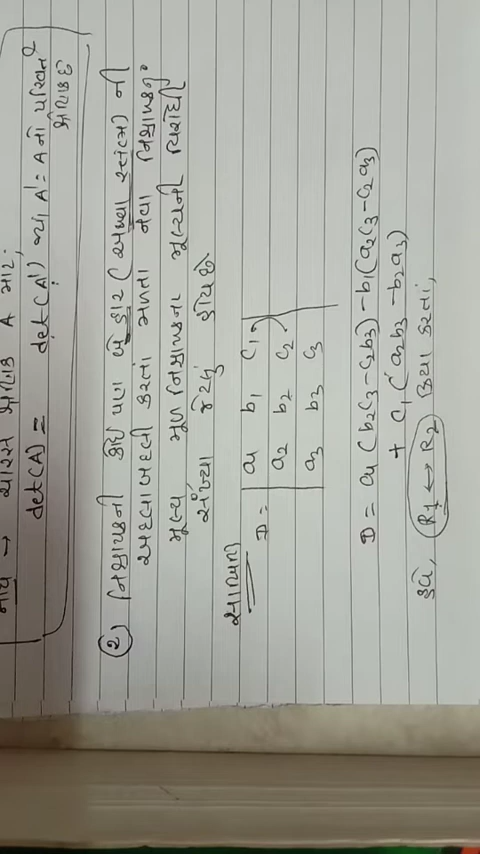 નોંધ → ચોરસ શ્રેણિક A માટે,
det(A) = det(A') જ્યાં A' = A નો પરિવર્ત
શ્રેણિક છે
(2) નિશ્ચાયકની કોઈ પણ બે હાર (અથવા સ્તંભ) ની
અદલાબદલી કરતાં મળતા નવા નિશ્ચાયકનું
મૂલ્ય મૂળ નિશ્ચાયકના મૂલ્યની વિરોધી
સંખ્યા જેટલું હોય છે
સાબિતી
D = | a1 b1 c1 |
| a2 b2 c2 |
| a3 b3 c3 |
D = a1(b2c3-c2b3)-b1(a2c3-c2a3)
+ c1(a2b3-b2a3)
હવે, R1 ↔ R2 ક્રિયા કરતાં,